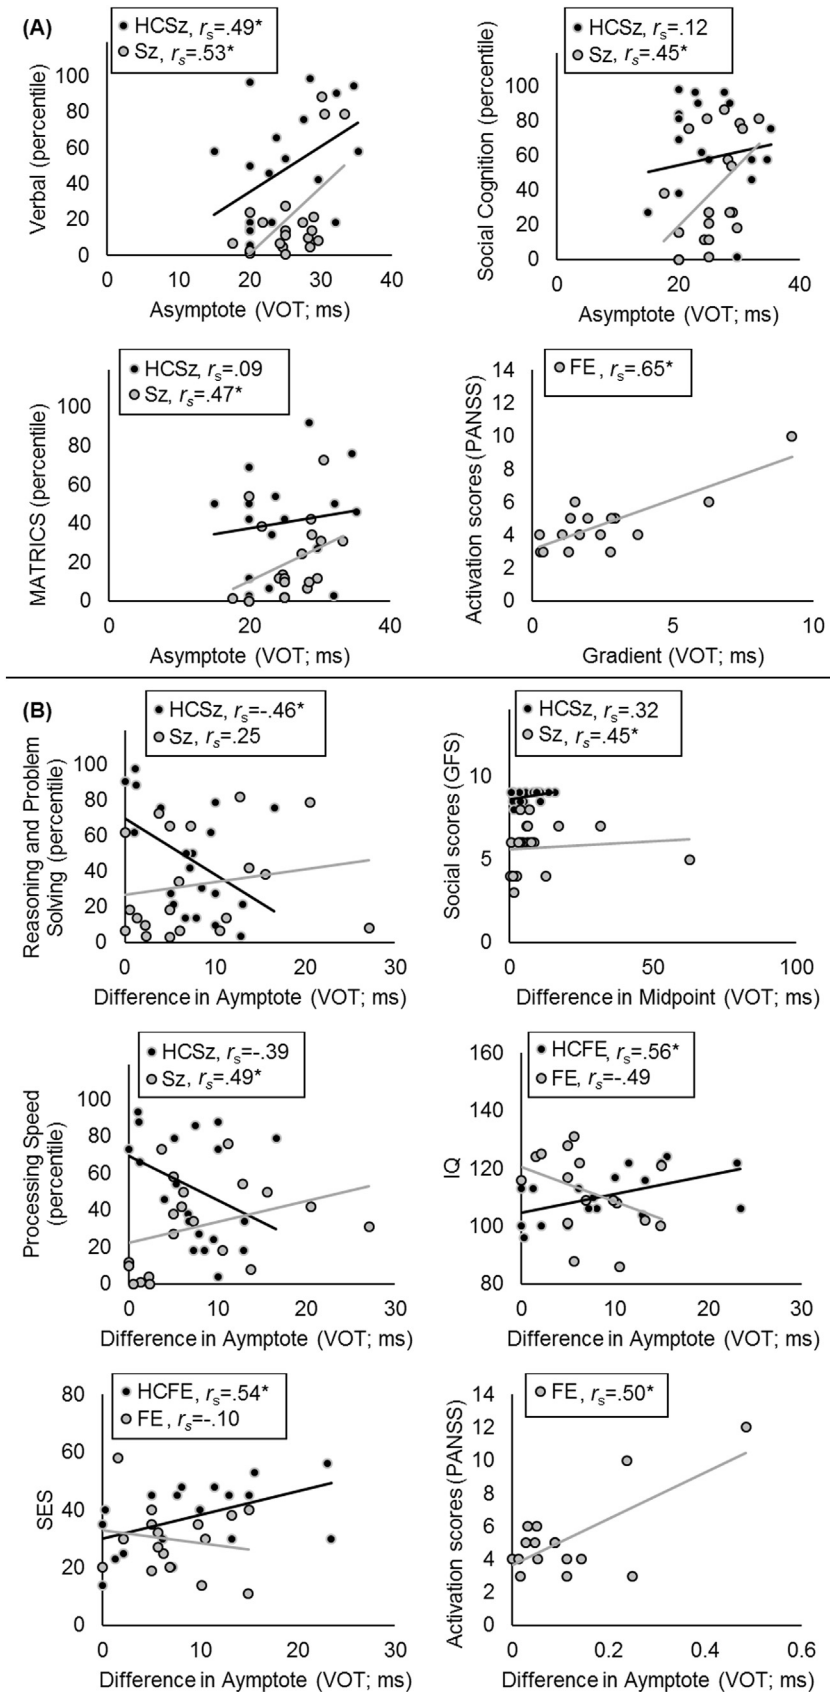 (A)
HCSz, rs=.49*
Sz, rs=.53*
Verbal (percentile)
100
80
60
40
20
0
0 10 20 30 40
Asymptote (VOT; ms)
HCSz, rs=.12
Sz, rs=.45*
Social Cognition (percentile)
100
80
60
40
20
0
0 20 40
Asymptote (VOT; ms)
HCSz, rs=.09
Sz, rs=.47*
MATRICS (percentile)
100
80
60
40
20
0
0 20 40
Asymptote (VOT; ms)
FE, rs=.65*
Activation scores (PANSS)
14
12
10
8
6
4
2
0
0 5 10
Gradient (VOT; ms)
(B)
HCSz, rs=-.46*
Sz, rs=.25
Reasoning and Problem
Solving (percentile)
100
80
60
40
20
0
0 10 20 30
Difference in Aymptote (VOT; ms)
HCSz, rs=.32
Sz, rs=.45*
Social scores (GFS)
10
5
0
0 50 100
Difference in Midpoint (VOT; ms)
HCSz, rs=-.39
Sz, rs=.49*
Processing Speed
(percentile)
100
80
60
40
20
0
0 10 20 30
Difference in Aymptote (VOT; ms)
HCFE, rs=.56*
FE, rs=-.49
IQ
160
140
120
100
80
0 10 20 30
Difference in Aymptote (VOT; ms)
HCFE, rs=.54*
FE, rs=-.10
SES
80
60
40
20
0
0 10 20 30
Difference in Aymptote (VOT; ms)
FE, rs=.50*
Activation scores (PANSS)
14
12
10
8
6
4
2
0
0 0.2 0.4 0.6
Difference in Aymptote (VOT; ms)